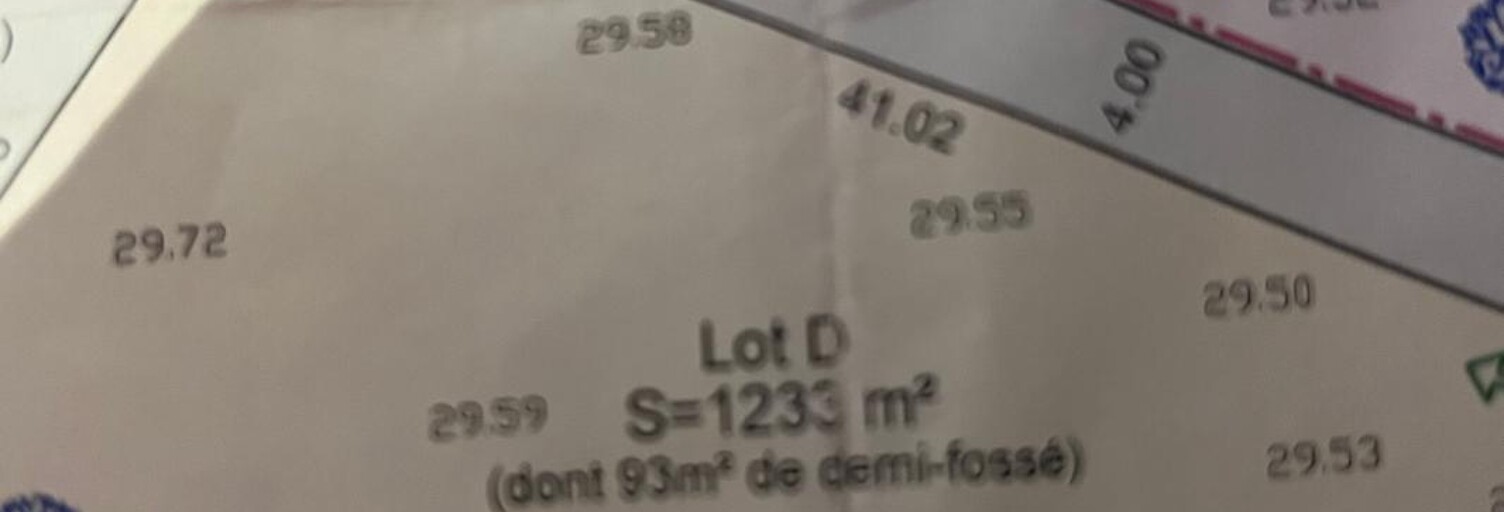 29.58
41.02
4.00
29.55
29.72
29.50
Lot D
S=1233 m²
29.59
(dont 93m² de demi-fossé)
29.53